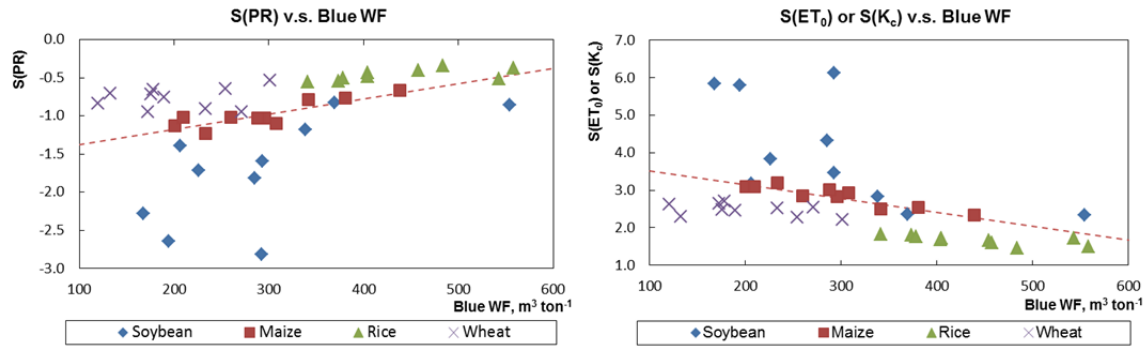 S(PR) v.s. Blue WF
S(PR)
0.0
-0.5
-1.0
-1.5
-2.0
-2.5
-3.0
100 200 300 400 500 600
Blue WF, m³ ton⁻¹
Soybean Maize Rice Wheat
S(ET₀) or S(K꜀) v.s. Blue WF
S(ET₀) or S(K꜀)
7.0
6.0
5.0
4.0
3.0
2.0
1.0
100 200 300 400 500 600
Blue WF, m³ ton⁻¹
Soybean Maize Rice Wheat